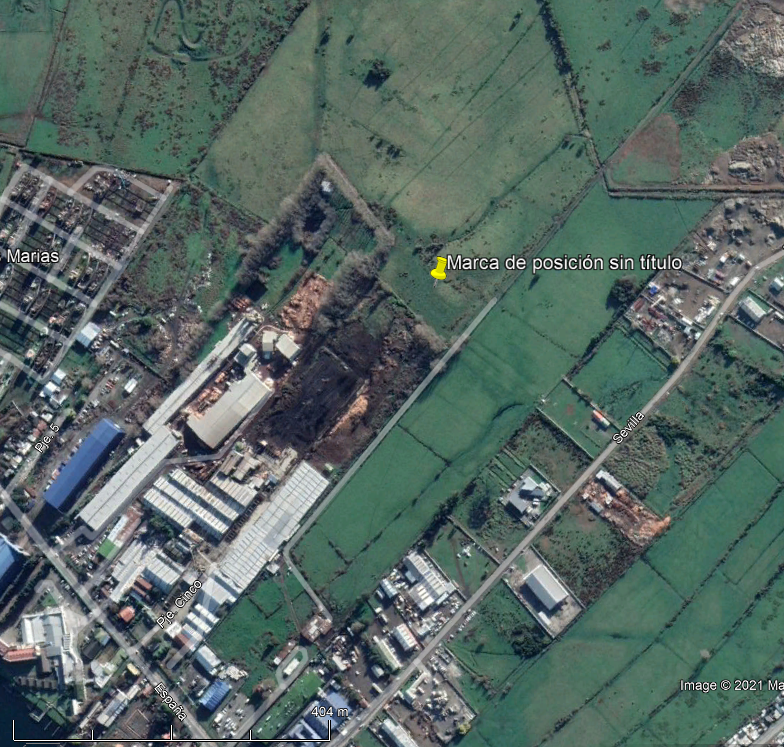 Marias
Marca de posición sin título
Sevilla
Pje. 5
Pje. Cinco
España
Image © 2021 Ma
404 m